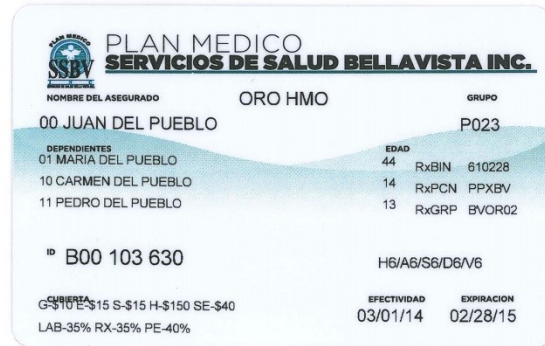 PLAN MEDICO
SSBV
SERVICIOS DE SALUD BELLAVISTA INC.
NOMBRE DEL ASEGURADO ORO HMO GRUPO
00 JUAN DEL PUEBLO P023
DEPENDIENTES EDAD
01 MARIA DEL PUEBLO 44 RxBIN 610228
10 CARMEN DEL PUEBLO 14 RxPCN PPXBV
11 PEDRO DEL PUEBLO 13 RxGRP BVOR02
ID B00 103 630 H6/A6/S6/D6/V6
CUBIERTA EFECTIVIDAD EXPIRACION
G-$10 E-$15 S-$15 H-$150 SE-$40 03/01/14 02/28/15
LAB-35% RX-35% PE-40%